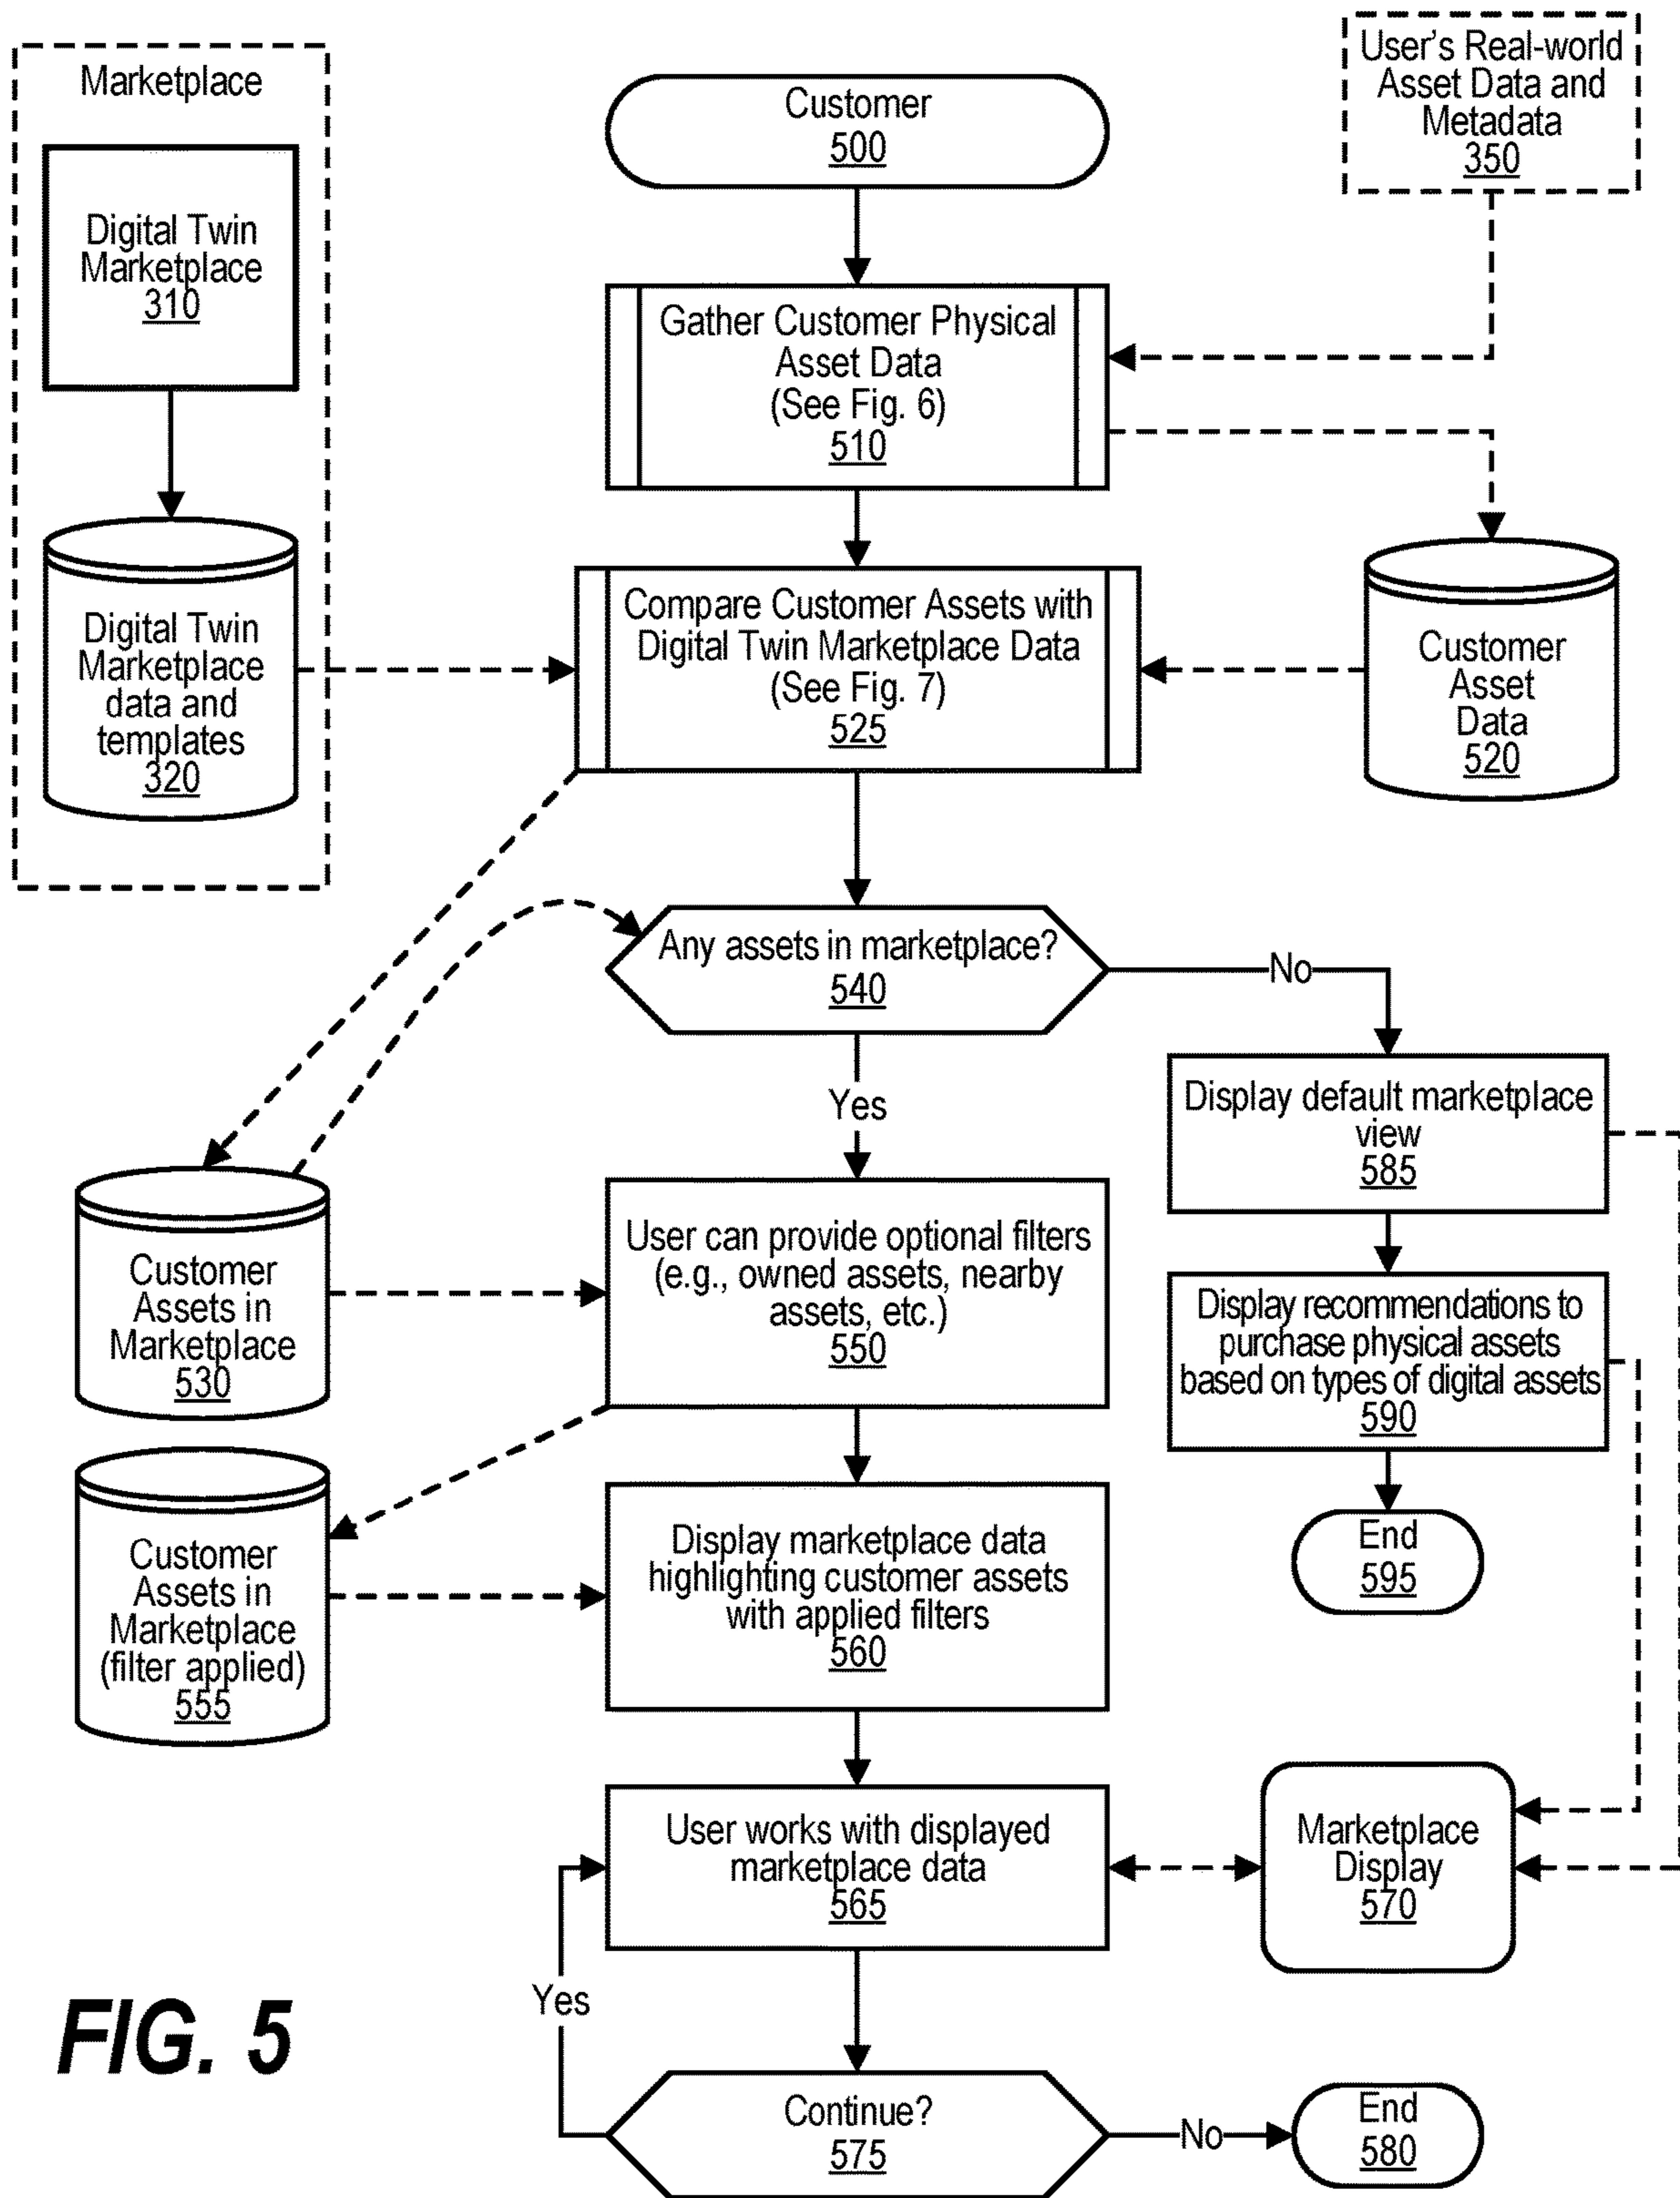 Marketplace
Digital Twin
Marketplace
310
Digital Twin
Marketplace
data and
templates
320
Customer
500
User's Real-world
Asset Data and
Metadata
350
Gather Customer Physical
Asset Data
(See Fig. 6)
510
Compare Customer Assets with
Digital Twin Marketplace Data
(See Fig. 7)
525
Customer
Asset
Data
520
Any assets in marketplace?
540
No
Yes
Display default marketplace
view
585
Customer
Assets in
Marketplace
530
User can provide optional filters
(e.g., owned assets, nearby
assets, etc.)
550
Display recommendations to
purchase physical assets
based on types of digital assets
590
End
595
Customer
Assets in
Marketplace
(filter applied)
555
Display marketplace data
highlighting customer assets
with applied filters
560
User works with displayed
marketplace data
565
Marketplace
Display
570
Yes
Continue?
575
No
End
580
FIG. 5